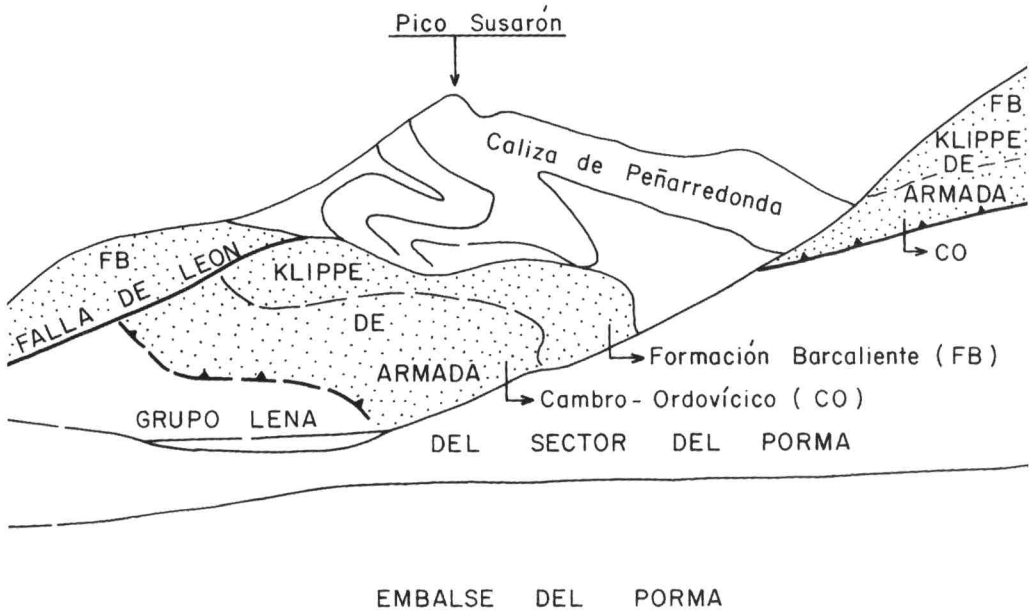 Pico Susarón
Caliza de Peñarredonda
FB
KLIPPE
DE
ARMADA
CO
FB
FALLA DE LEON
KLIPPE
DE
ARMADA
Formación Barcaliente (FB)
Cambro-Ordovícico (CO)
GRUPO LENA
DEL SECTOR DEL PORMA
EMBALSE DEL PORMA